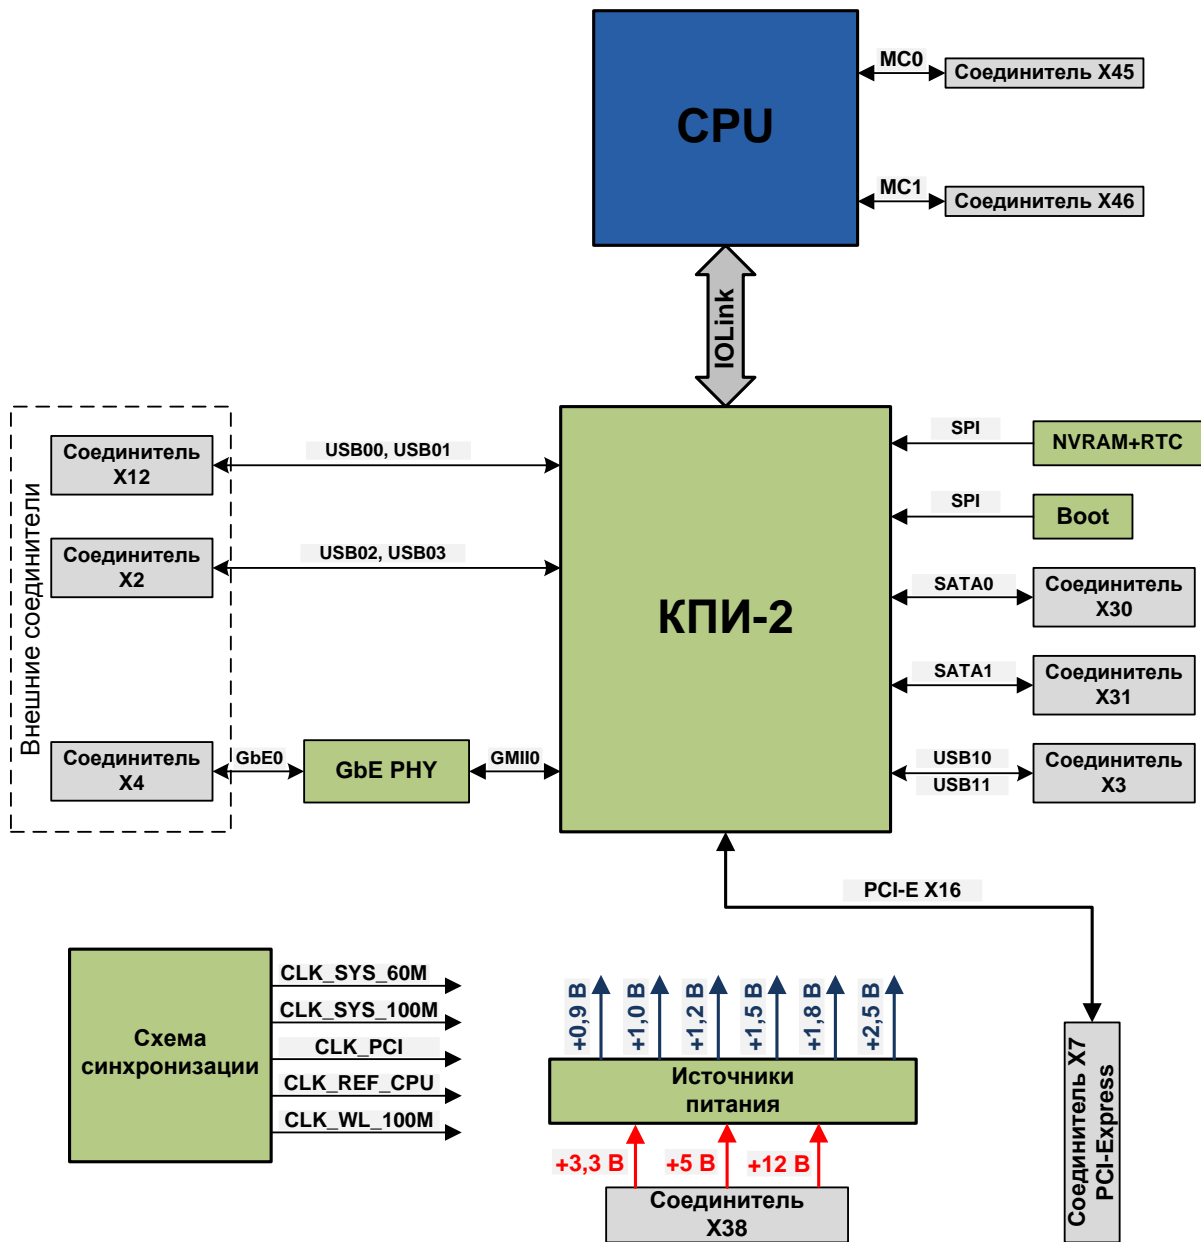 CPU
MC0
Соединитель X45
MC1
Соединитель X46
IOLink
Внешние соединители
Соединитель
X12
USB00, USB01
Соединитель
X2
USB02, USB03
Соединитель
X4
GbE0
GbE PHY
GMII0
КПИ-2
SPI
NVRAM+RTC
SPI
Boot
SATA0
Соединитель
X30
SATA1
Соединитель
X31
USB10
USB11
Соединитель
X3
PCI-E X16
Соединитель X7
PCI-Express
Схема
синхронизации
CLK_SYS_60M
CLK_SYS_100M
CLK_PCI
CLK_REF_CPU
CLK_WL_100M
+0,9 В
+1,0 В
+1,2 В
+1,5 В
+1,8 В
+2,5 В
Источники
питания
+3,3 В
+5 В
+12 В
Соединитель
X38